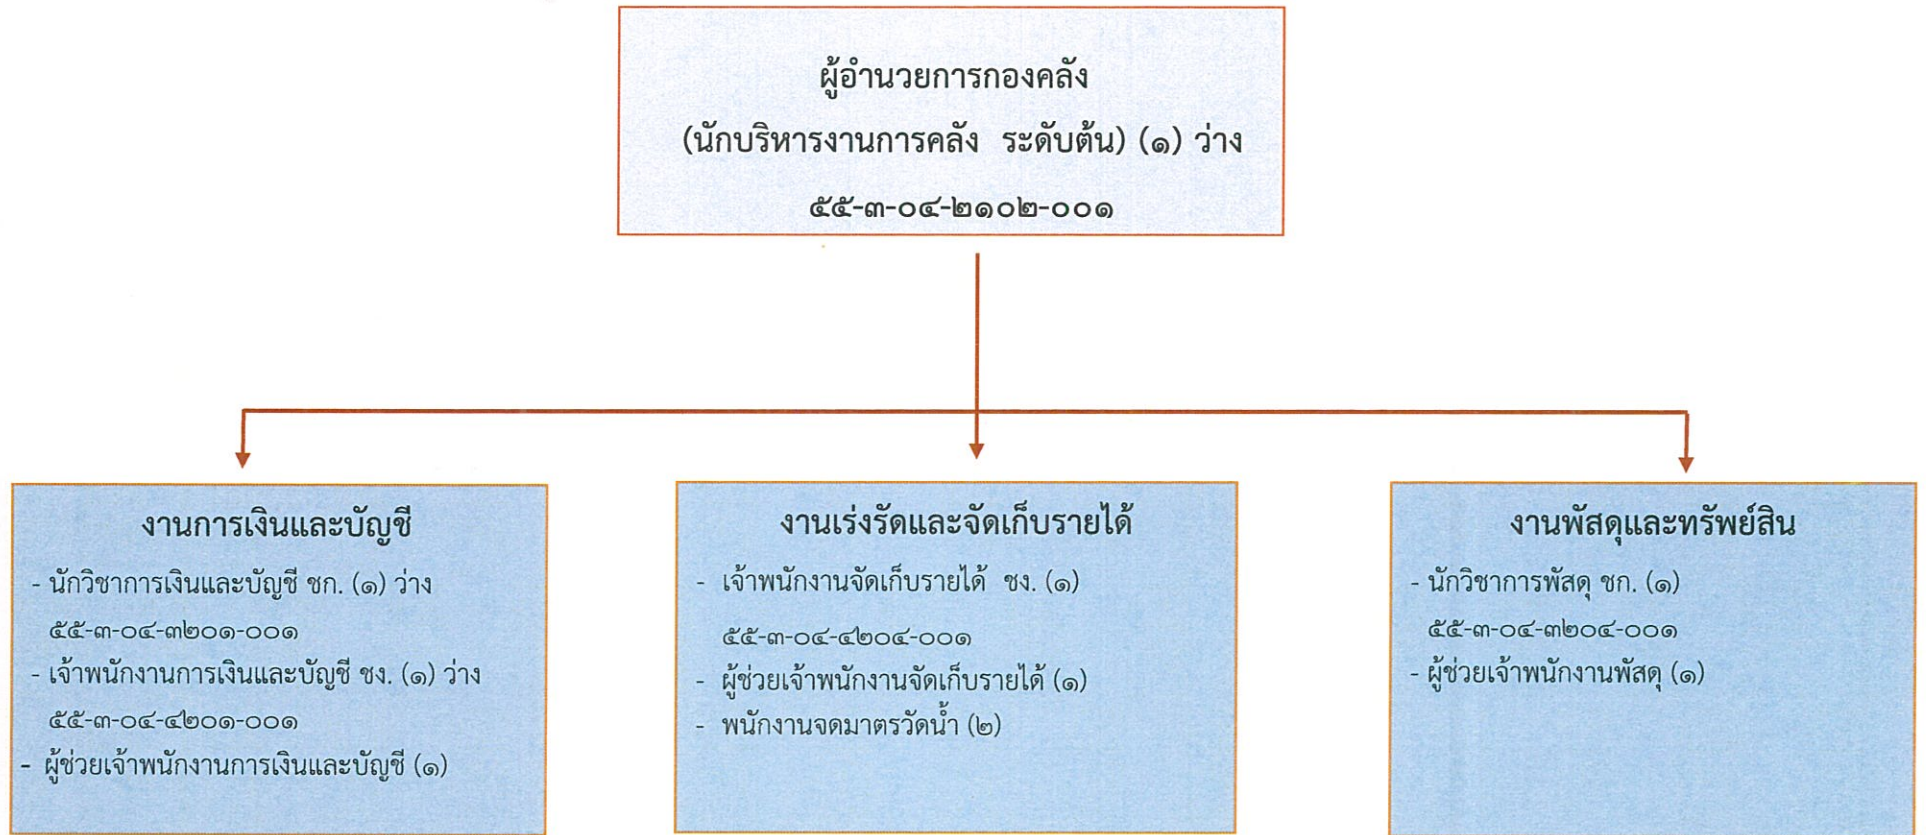 ผู้อำนวยการกองคลัง
(นักบริหารงานการคลัง ระดับต้น) (๑) ว่าง
๕๕-๓-๐๔-๒๑๐๒-๐๐๑
งานการเงินและบัญชี
- นักวิชาการเงินและบัญชี ชก. (๑) ว่าง
๕๕-๓-๐๔-๓๒๐๑-๐๐๑
- เจ้าพนักงานการเงินและบัญชี ชง. (๑) ว่าง
๕๕-๓-๐๔-๔๒๐๑-๐๐๑
- ผู้ช่วยเจ้าพนักงานการเงินและบัญชี (๑)
งานเร่งรัดและจัดเก็บรายได้
- เจ้าพนักงานจัดเก็บรายได้ ชง. (๑)
๕๕-๓-๐๔-๔๒๐๔-๐๐๑
- ผู้ช่วยเจ้าพนักงานจัดเก็บรายได้ (๑)
- พนักงานจดมาตรวัดน้ำ (๒)
งานพัสดุและทรัพย์สิน
- นักวิชาการพัสดุ ชก. (๑)
๕๕-๓-๐๔-๓๒๐๔-๐๐๑
- ผู้ช่วยเจ้าพนักงานพัสดุ (๑)